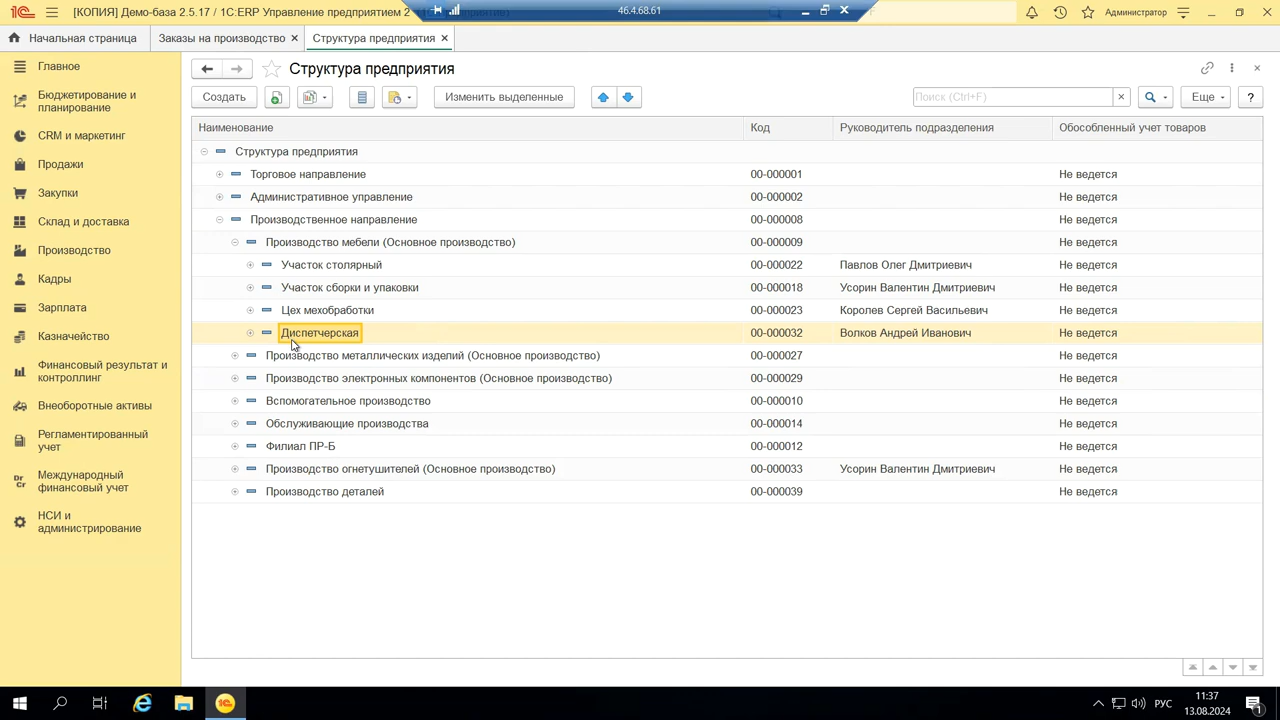 [КОПИЯ] Демо-база 2.5.17 / 1С:ERP Управление предприятием 2
46.4.68.61
Администратор
Начальная страница
Заказы на производство
Структура предприятия
Главное
Бюджетирование и
планирование
CRM и маркетинг
Продажи
Закупки
Склад и доставка
Производство
Кадры
Зарплата
Казначейство
Финансовый результат и
контроллинг
Внеоборотные активы
Регламентированный
учет
Международный
финансовый учет
НСИ и
администрирование
Структура предприятия
Создать
Изменить выделенные
Поиск (Ctrl+F)
Еще
?
Наименование Код Руководитель подразделения Обособленный учет товаров
Структура предприятия
Торговое направление 00-000001 Не ведется
Административное управление 00-000002 Не ведется
Производственное направление 00-000008 Не ведется
Производство мебели (Основное производство) 00-000009 Не ведется
Участок столярный 00-000022 Павлов Олег Дмитриевич Не ведется
Участок сборки и упаковки 00-000018 Усорин Валентин Дмитриевич Не ведется
Цех мехобработки 00-000023 Королев Сергей Васильевич Не ведется
Диспетчерская 00-000032 Волков Андрей Иванович Не ведется
Производство металлических изделий (Основное производство) 00-000027 Не ведется
Производство электронных компонентов (Основное производство) 00-000029 Не ведется
Вспомогательное производство 00-000010 Не ведется
Обслуживающие производства 00-000014 Не ведется
Филиал ПР-Б 00-000012 Не ведется
Производство огнетушителей (Основное производство) 00-000033 Усорин Валентин Дмитриевич Не ведется
Производство деталей 00-000039 Не ведется
РУС
11:37
13.08.2024
1